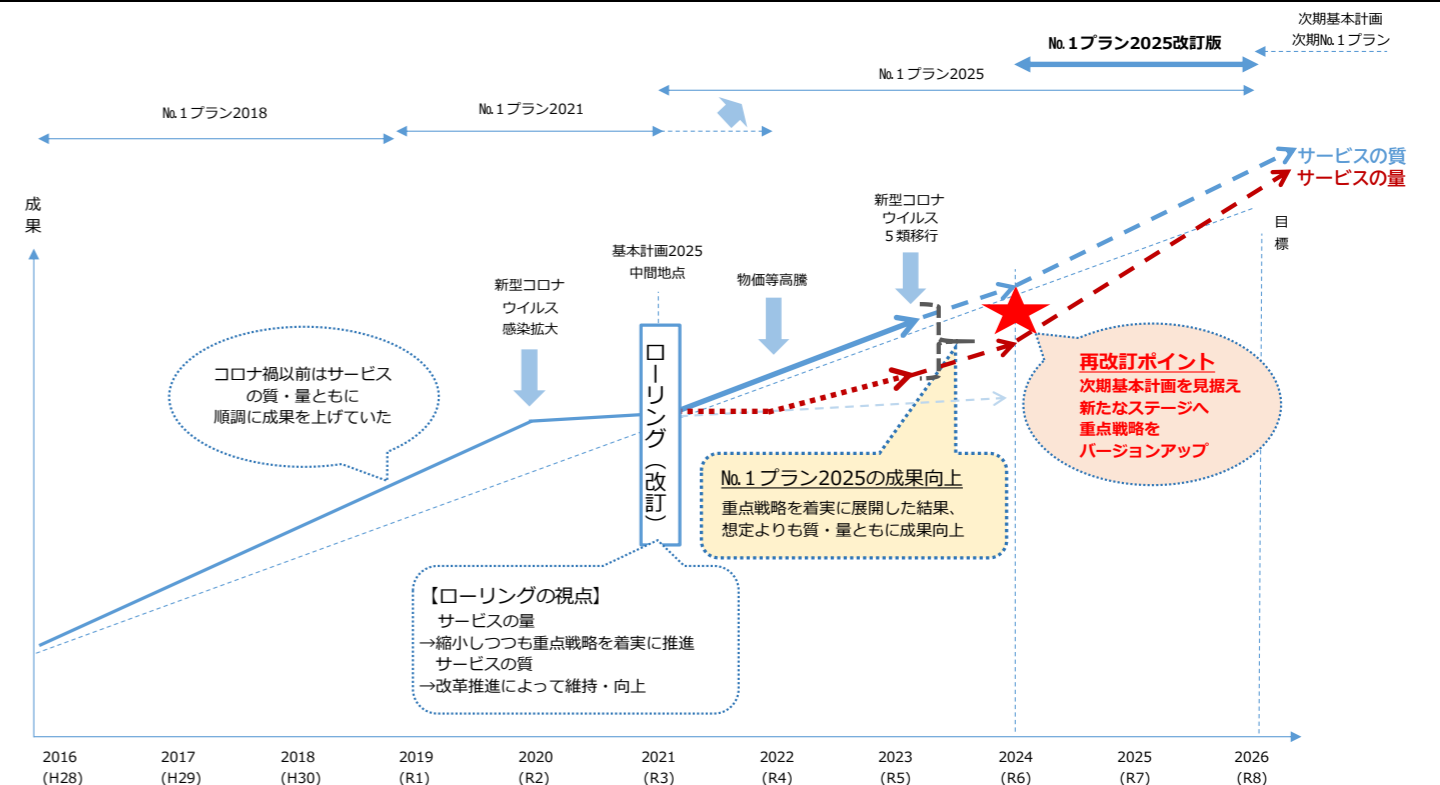 次期基本計画
次期№１プラン
№１プラン2025改訂版
№１プラン2025
№１プラン2018
№１プラン2021
サービスの質
サービスの量
成
果
目
標
新型コロナ
ウイルス
５類移行
基本計画2025
中間地点
物価等高騰
新型コロナ
ウイルス
感染拡大
コロナ禍以前はサービス
の質・量ともに
順調に成果を上げていた
ローリング（改訂）
再改訂ポイント
次期基本計画を見据え
新たなステージへ
重点戦略を
バージョンアップ
№１プラン2025の成果向上
重点戦略を着実に展開した結果、
想定よりも質・量ともに成果向上
【ローリングの視点】
サービスの量
→縮小しつつも重点戦略を着実に推進
サービスの質
→改革推進によって維持・向上
2016 2017 2018 2019 2020 2021 2022 2023 2024 2025 2026
(H28) (H29) (H30) (R1) (R2) (R3) (R4) (R5) (R6) (R7) (R8)